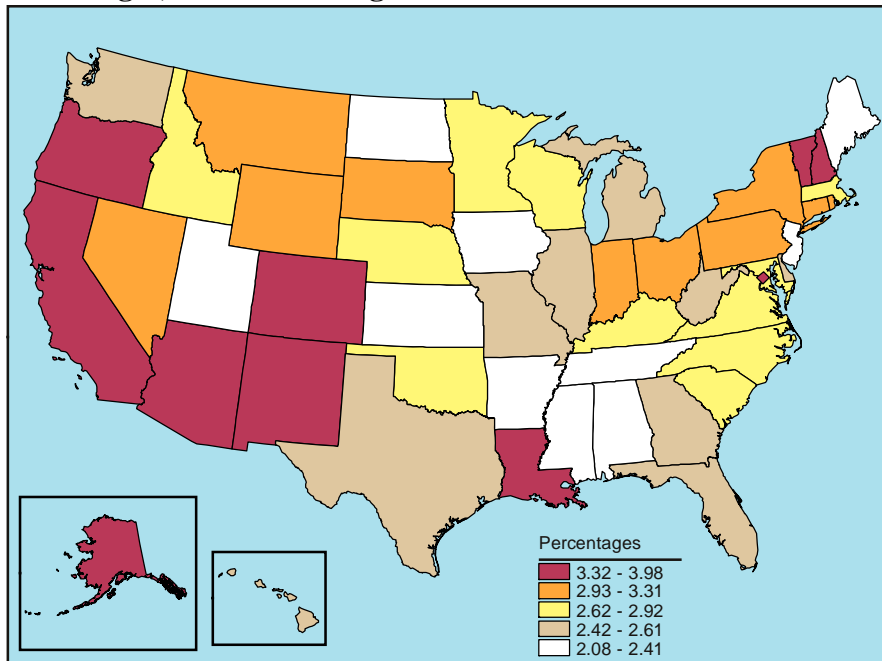 Percentages
3.32 - 3.98
2.93 - 3.31
2.62 - 2.92
2.42 - 2.61
2.08 - 2.41